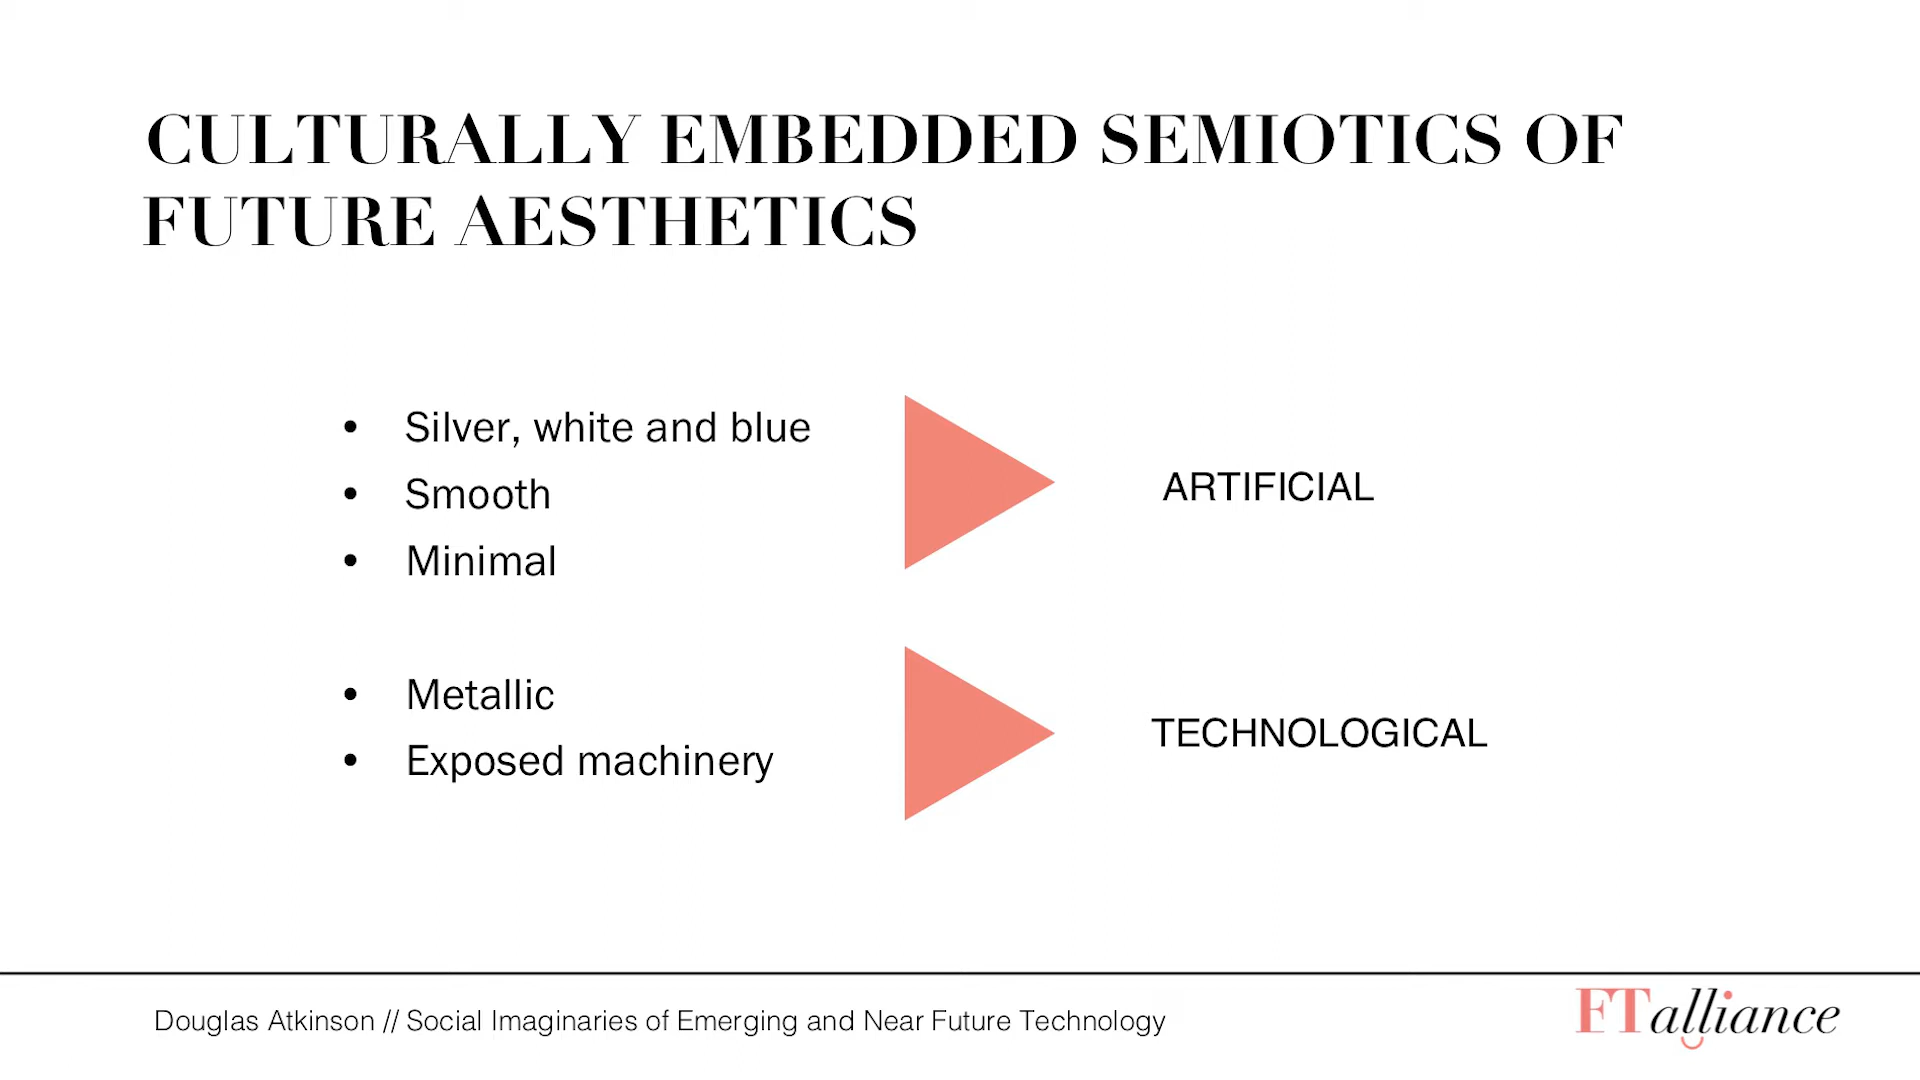 CULTURALLY EMBEDDED SEMIOTICS OF
FUTURE AESTHETICS
• Silver, white and blue
• Smooth
• Minimal
ARTIFICIAL
• Metallic
• Exposed machinery
TECHNOLOGICAL
Douglas Atkinson // Social Imaginaries of Emerging and Near Future Technology
FTalliance